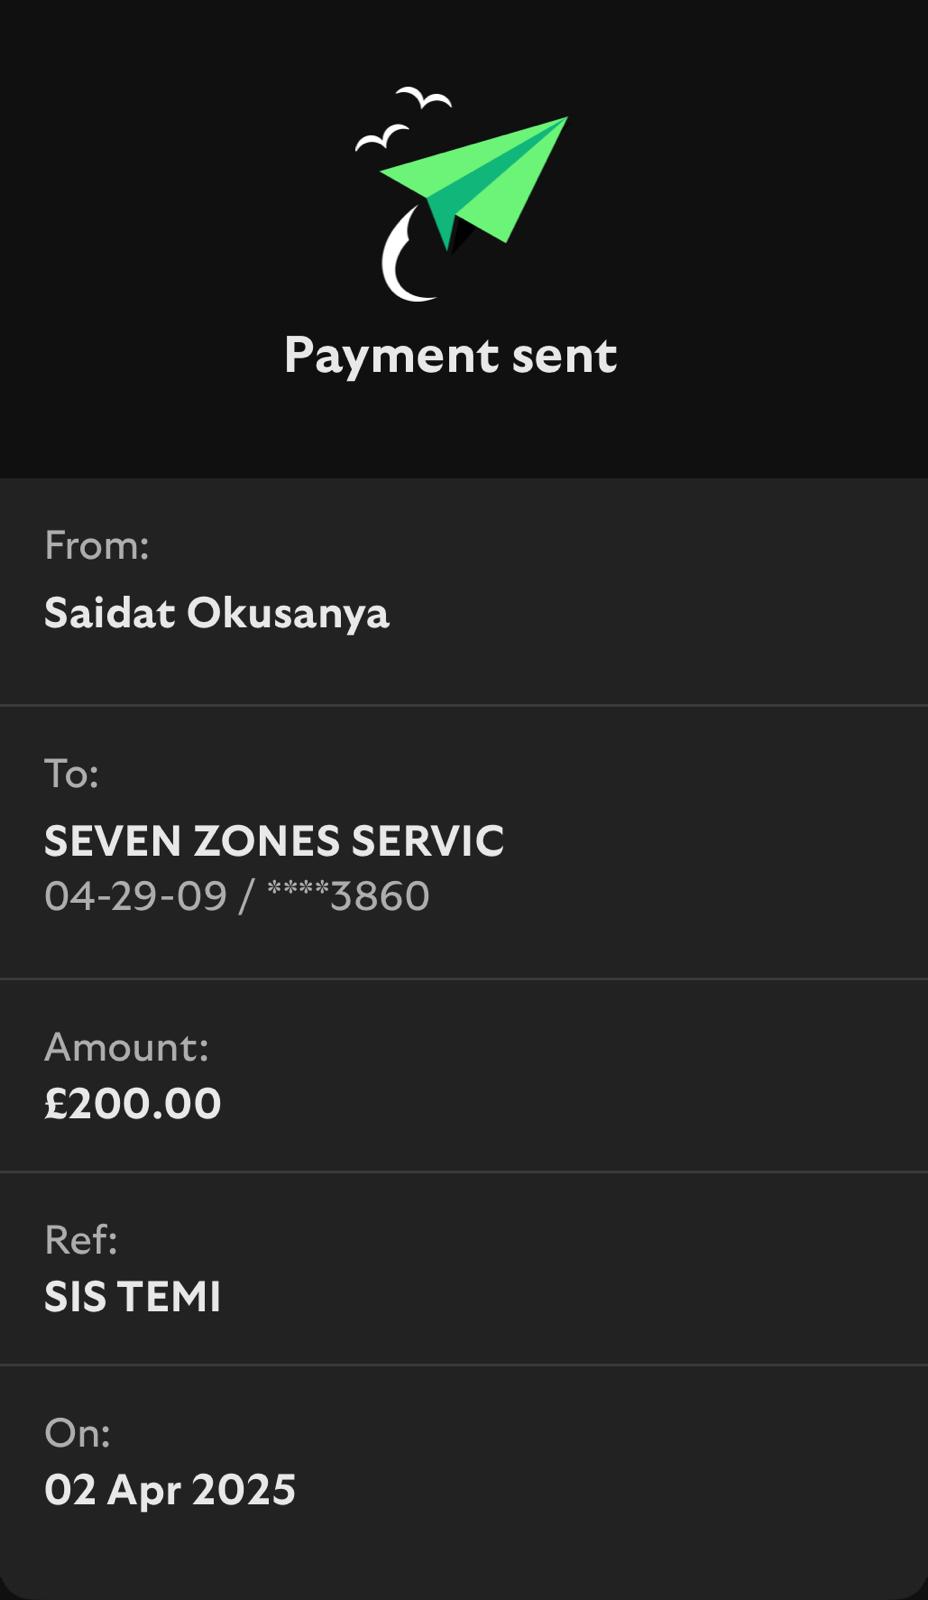 Payment sent
From:
Saidat Okusanya
To:
SEVEN ZONES SERVIC
04-29-09 / ****3860
Amount:
£200.00
Ref:
SIS TEMI
On:
02 Apr 2025